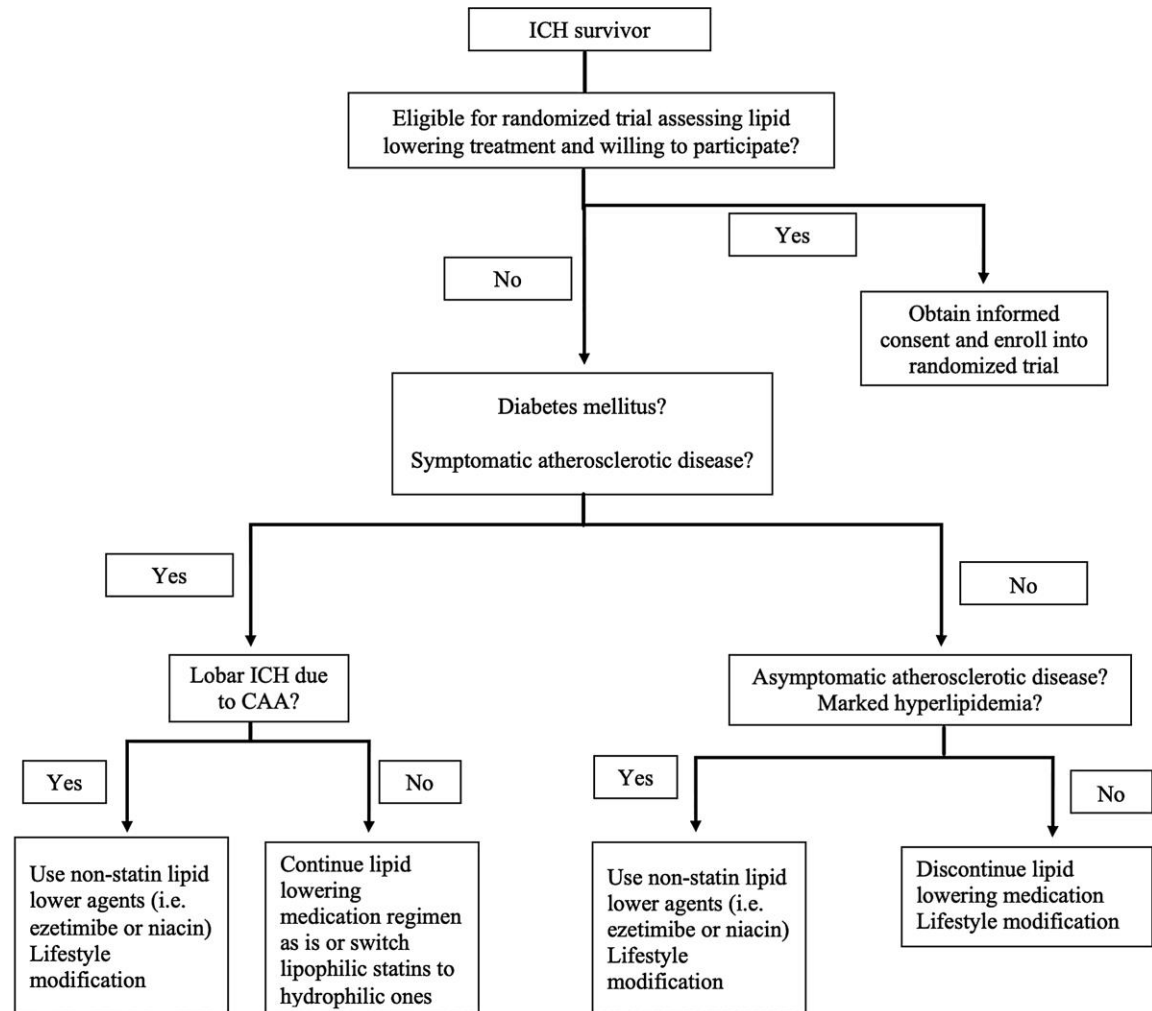 ICH survivor
Eligible for randomized trial assessing lipid
lowering treatment and willing to participate?
Yes
No
Obtain informed
consent and enroll into
randomized trial
Diabetes mellitus?
Symptomatic atherosclerotic disease?
Yes
No
Lobar ICH due
to CAA?
Asymptomatic atherosclerotic disease?
Marked hyperlipidemia?
Yes
No
Yes
No
Use non-statin lipid
lower agents (i.e.
ezetimibe or niacin)
Lifestyle
modification
Continue lipid
lowering
medication regimen
as is or switch
lipophilic statins to
hydrophilic ones
Use non-statin lipid
lower agents (i.e.
ezetimibe or niacin)
Lifestyle
modification
Discontinue lipid
lowering medication
Lifestyle modification